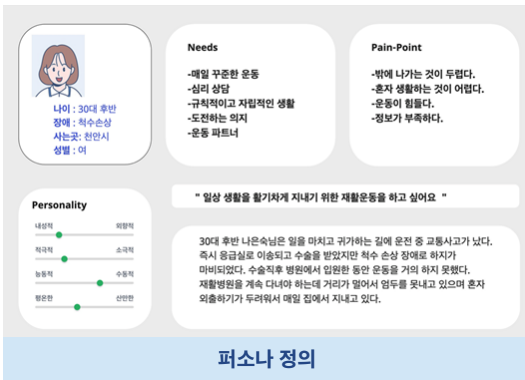 나이 : 30대 후반
장애 : 척수손상
사는곳: 천안시
성별 : 여
Needs
-매일 꾸준한 운동
-심리 상담
-규칙적이고 자립적인 생활
-도전하는 의지
-운동 파트너
Pain-Point
-밖에 나가는 것이 두렵다.
-혼자 생활하는 것이 어렵다.
-운동이 힘들다.
-정보가 부족하다.
Personality
내성적 외향적
적극적 소극적
능동적 수동적
평온한 산만한
" 일상 생활을 활기차게 지내기 위한 재활운동을 하고 싶어요 "
30대 후반 나은숙님은 일을 마치고 귀가하는 길에 운전 중 교통사고가 났다.
즉시 응급실로 이송되고 수술을 받았지만 척수 손상 장애로 하지가
마비되었다. 수술직후 병원에서 입원한 동안 운동을 거의 하지 못했다.
재활병원을 계속 다녀야 하는데 거리가 멀어서 엄두를 못내고 있으며 혼자
외출하기가 두려워서 매일 집에서 지내고 있다.
퍼소나 정의